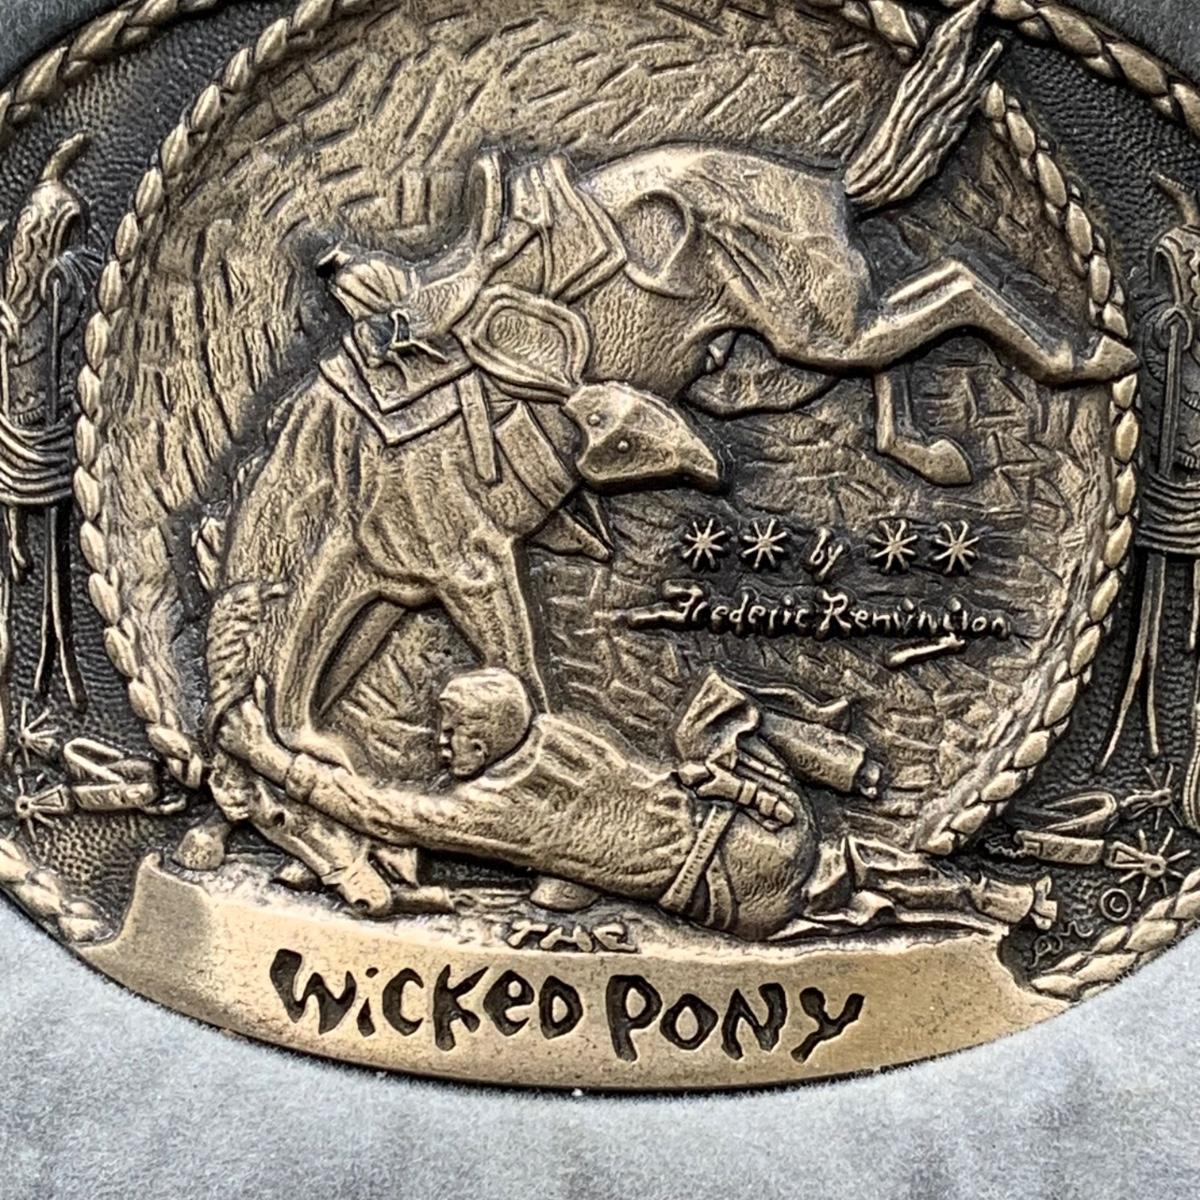 **by**
Frederic Remington
THE
WiCKeD PONY
©